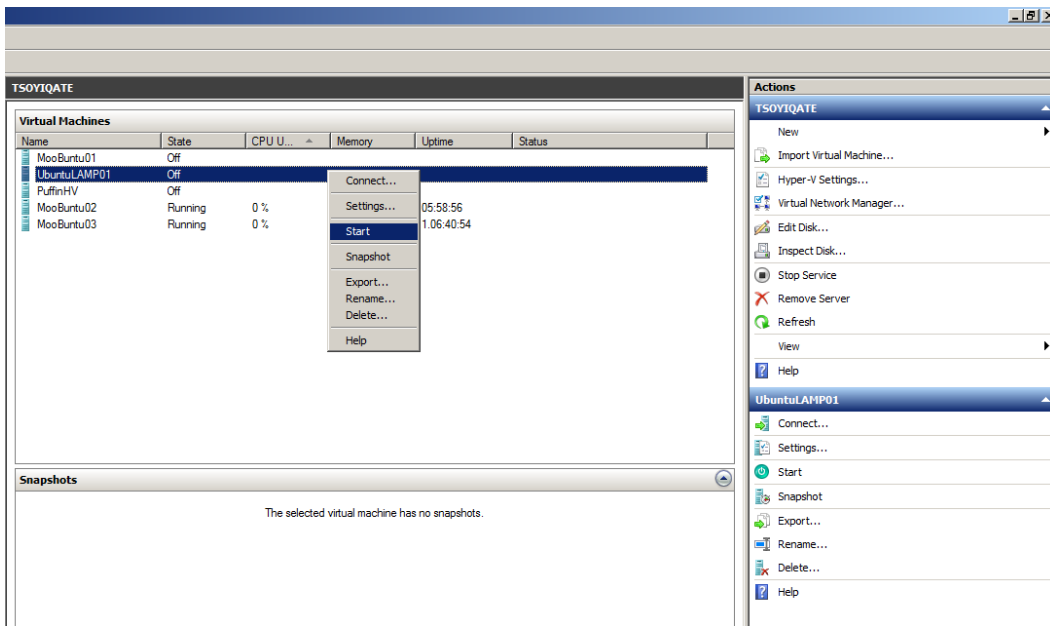 TSOYIQATE
Virtual Machines
Name State CPU U... Memory Uptime Status
MooBuntu01 Off
UbuntuLAMP01 Off
PuffinHV Off
MooBuntu02 Running 0 % 05:58:56
MooBuntu03 Running 0 % 1.06:40:54
Connect...
Settings...
Start
Snapshot
Export...
Rename...
Delete...
Help
Snapshots
The selected virtual machine has no snapshots.
Actions
TSOYIQATE
New
Import Virtual Machine...
Hyper-V Settings...
Virtual Network Manager...
Edit Disk...
Inspect Disk...
Stop Service
Remove Server
Refresh
View
Help
UbuntuLAMP01
Connect...
Settings...
Start
Snapshot
Export...
Rename...
Delete...
Help